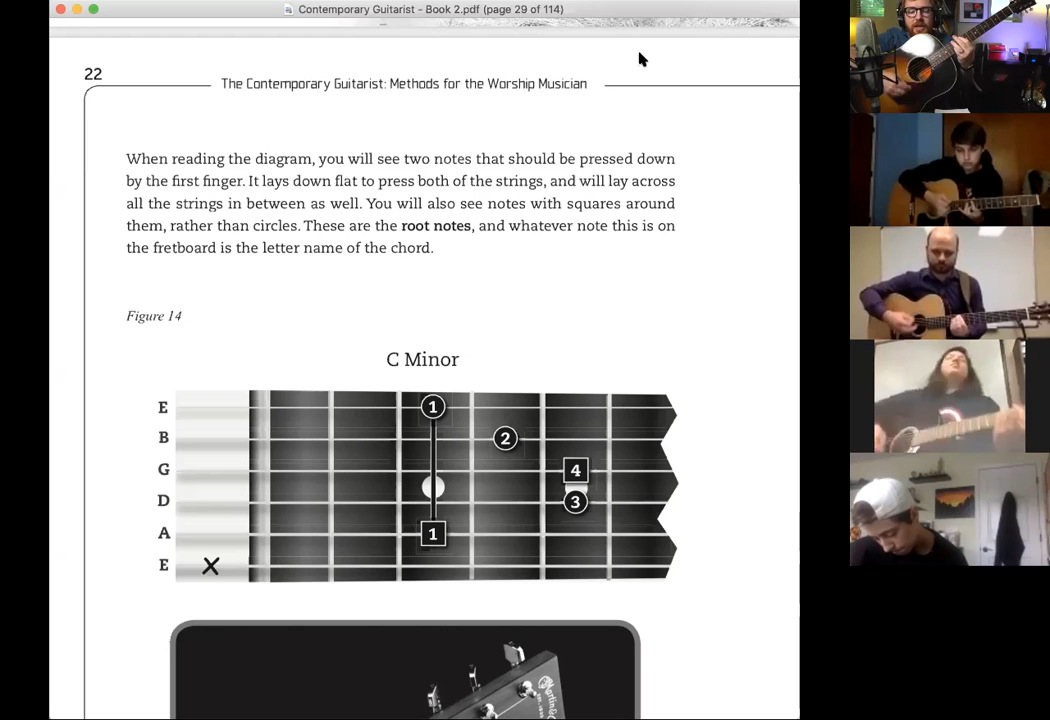 Contemporary Guitarist - Book 2.pdf (page 29 of 114)
22
The Contemporary Guitarist: Methods for the Worship Musician
When reading the diagram, you will see two notes that should be pressed down
by the first finger. It lays down flat to press both of the strings, and will lay across
all the strings in between as well. You will also see notes with squares around
them, rather than circles. These are the root notes, and whatever note this is on
the fretboard is the letter name of the chord.
Figure 14
C Minor
E 1
B 2
G 4
D 3
A 1
E X
Martin & Co